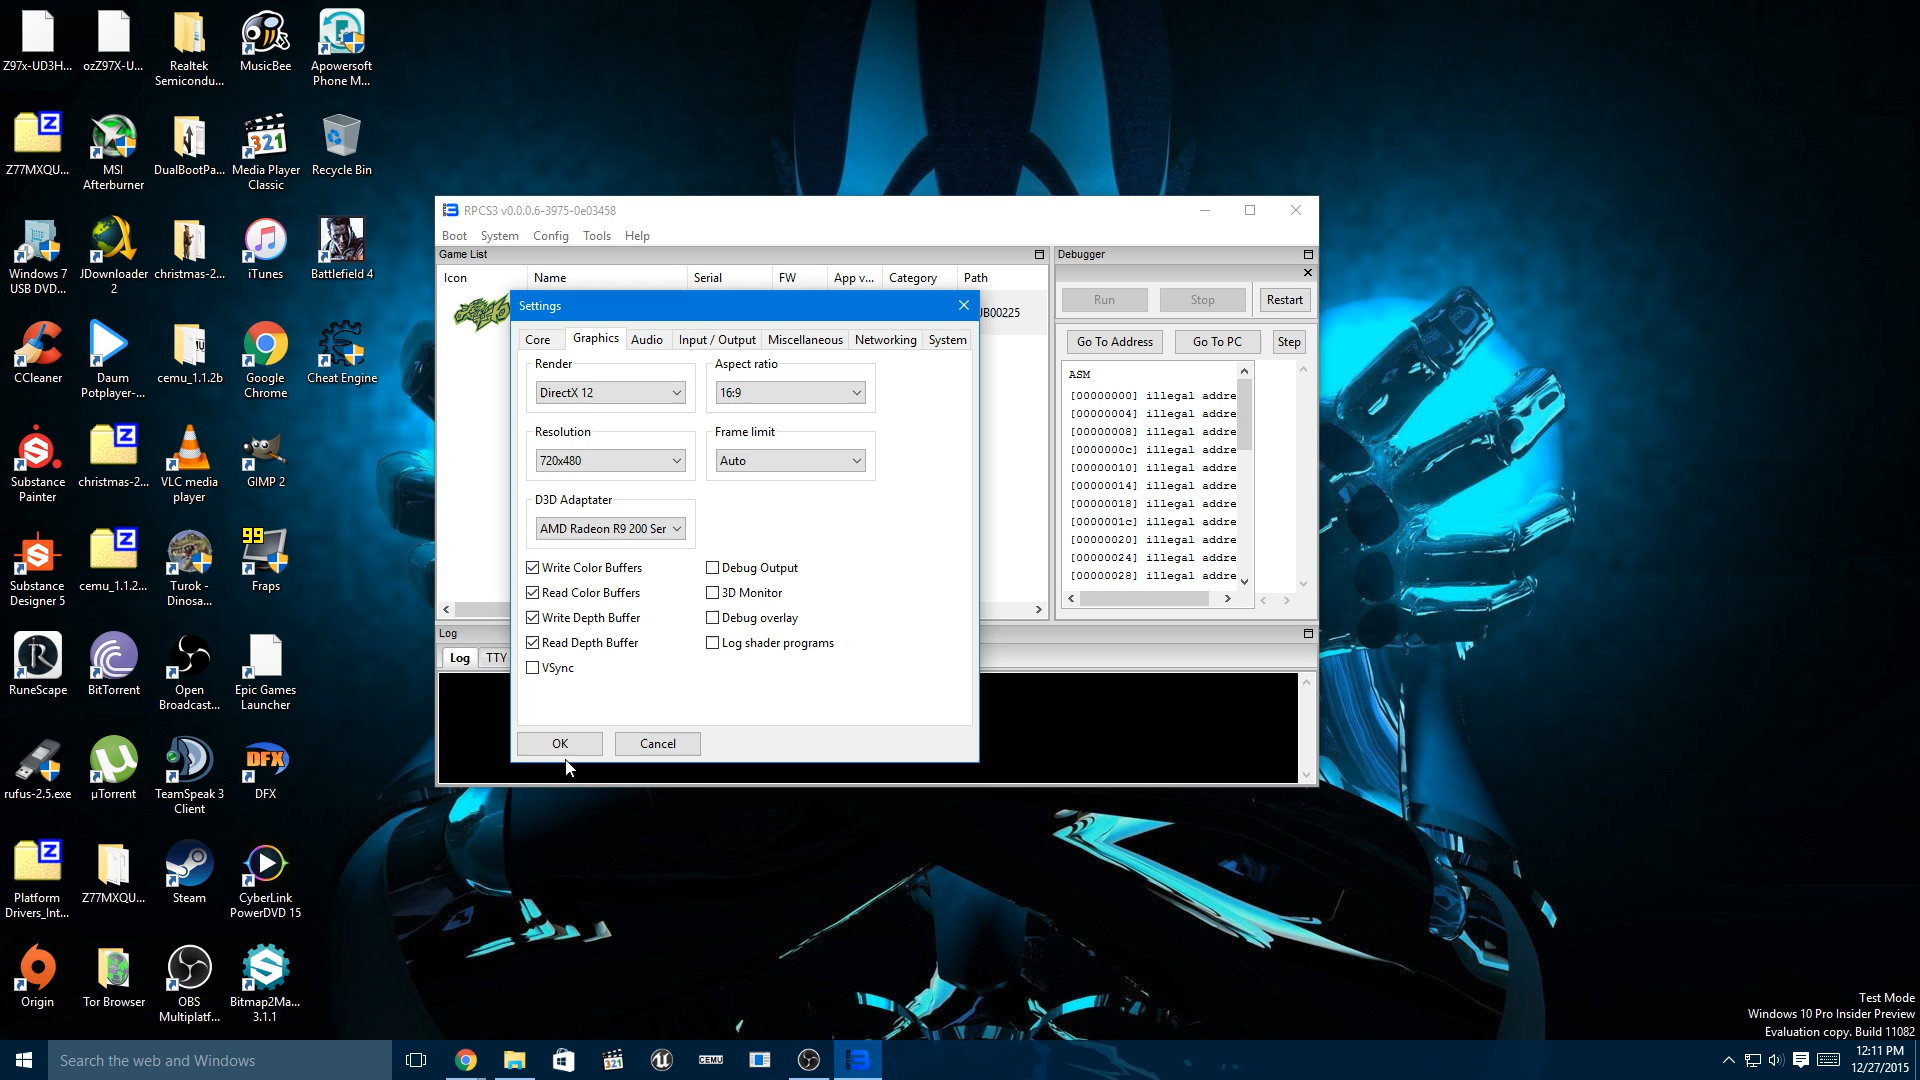 Z97x-UD3H...
ozZ97X-U...
Realtek
Semicondu...
MusicBee
Apowersoft
Phone M...
Z77MXQU...
MSI
Afterburner
DualBootPa...
321
Media Player
Classic
Recycle Bin
Windows 7
USB DVD...
JDownloader
2
christmas-2...
iTunes
Battlefield 4
CCleaner
Daum
Potplayer-...
cemu_1.1.2b
Google
Chrome
Cheat Engine
Substance
Painter
christmas-2...
VLC media
player
GIMP 2
Substance
Designer 5
cemu_1.1.2...
Turok -
Dinosa...
99
Fraps
RuneScape
BitTorrent
Open
Broadcast...
Epic Games
Launcher
rufus-2.5.exe
µTorrent
TeamSpeak 3
Client
DFX
DFX
Platform
Drivers_Int...
Z77MXQU...
Steam
CyberLink
PowerDVD 15
Origin
Tor Browser
OBS
Multiplatf...
Bitmap2Ma...
3.1.1
RPCS3 v0.0.0.6-3975-0e03458
Boot System Config Tools Help
Game List
Icon Name Serial FW App v... Category Path
JB00225
Settings
Core Graphics Audio Input / Output Miscellaneous Networking System
Render
DirectX 12
Aspect ratio
16:9
Resolution
720x480
Frame limit
Auto
D3D Adaptater
AMD Radeon R9 200 Ser
Write Color Buffers
Read Color Buffers
Write Depth Buffer
Read Depth Buffer
VSync
Debug Output
3D Monitor
Debug overlay
Log shader programs
OK Cancel
Debugger
Run Stop Restart
Go To Address Go To PC Step
ASM
[00000000] illegal addre
[00000004] illegal addre
[00000008] illegal addre
[0000000c] illegal addre
[00000010] illegal addre
[00000014] illegal addre
[00000018] illegal addre
[0000001c] illegal addre
[00000020] illegal addre
[00000024] illegal addre
[00000028] illegal addre
Log
Log TTY
Test Mode
Windows 10 Pro Insider Preview
Evaluation copy. Build 11082
Search the web and Windows
321
CEMU
12:11 PM
12/27/2015